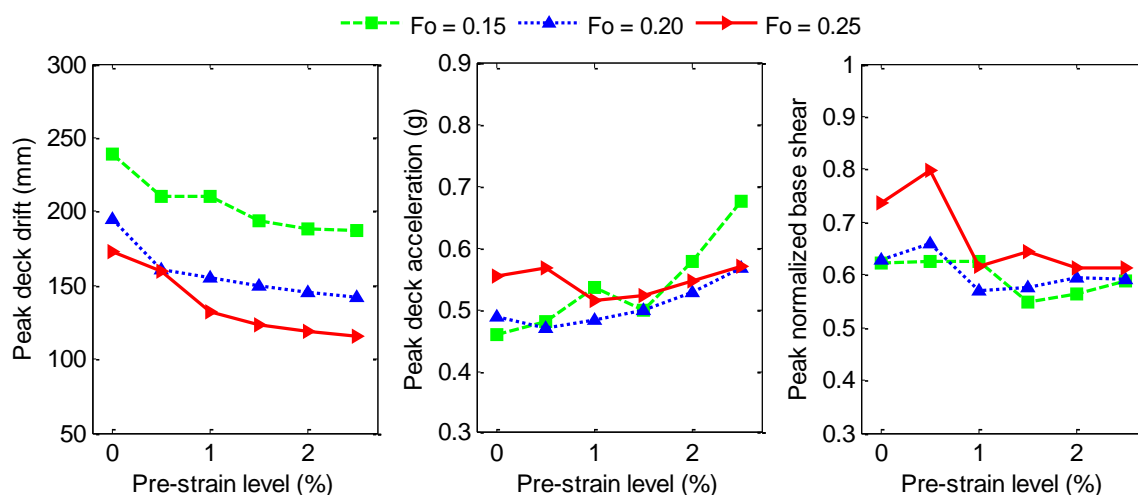 Fo = 0.15 Fo = 0.20 Fo = 0.25
Peak deck drift (mm)
300
250
200
150
100
50
0 1 2
Pre-strain level (%)
Peak deck acceleration (g)
0.9
0.8
0.7
0.6
0.5
0.4
0.3
0 1 2
Pre-strain level (%)
Peak normalized base shear
1
0.9
0.8
0.7
0.6
0.5
0.4
0.3
0 1 2
Pre-strain level (%)